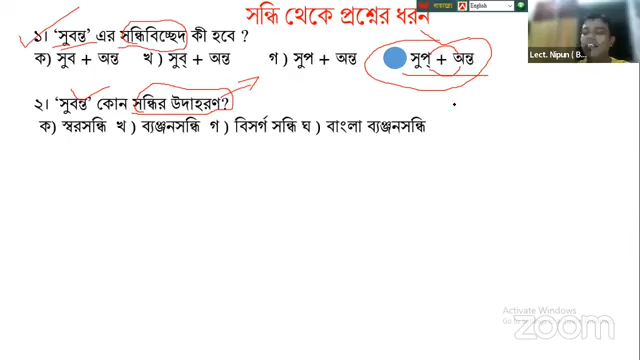 সন্ধি থেকে প্রশ্নের ধরন
English
Lect. Nipun ( B...
১। ‘সুবন্ত’ এর সন্ধিবিচ্ছেদ কী হবে ?
ক) সুব + অন্ত খ ) সুব্ + অন্ত গ ) সুপ + অন্ত সুপ্ + অন্ত
২। ‘সুবন্ত’ কোন সন্ধির উদাহরণ?
ক) স্বরসন্ধি খ ) ব্যঞ্জনসন্ধি গ ) বিসর্গ সন্ধি ঘ ) বাংলা ব্যঞ্জনসন্ধি
Activate Windows
zoom